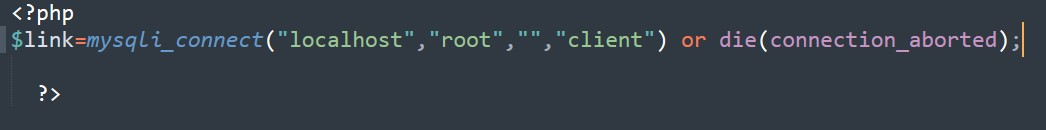 <?php
$link=mysqli_connect("localhost","root","","client") or die(connection_aborted);
?>